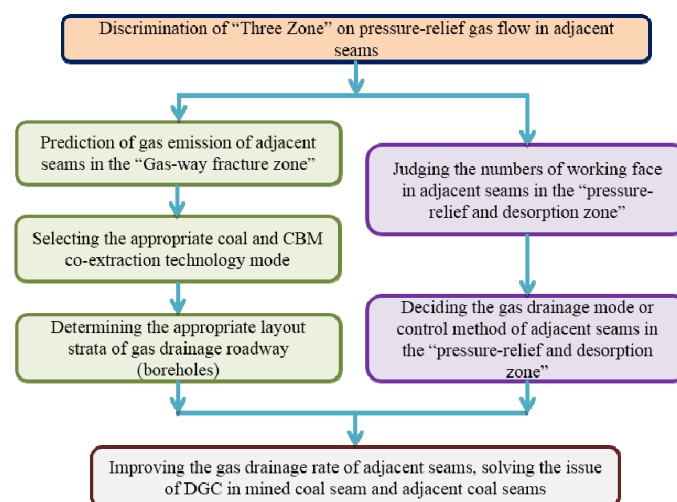 Discrimination of “Three Zone” on pressure-relief gas flow in adjacent
seams
Prediction of gas emission of adjacent
seams in the “Gas-way fracture zone”
Selecting the appropriate coal and CBM
co-extraction technology mode
Determining the appropriate layout
strata of gas drainage roadway
(boreholes)
Judging the numbers of working face
in adjacent seams in the “pressure-
relief and desorption zone”
Deciding the gas drainage mode or
control method of adjacent seams in
the “pressure-relief and desorption
zone”
Improving the gas drainage rate of adjacent seams, solving the issue
of DGC in mined coal seam and adjacent coal seams